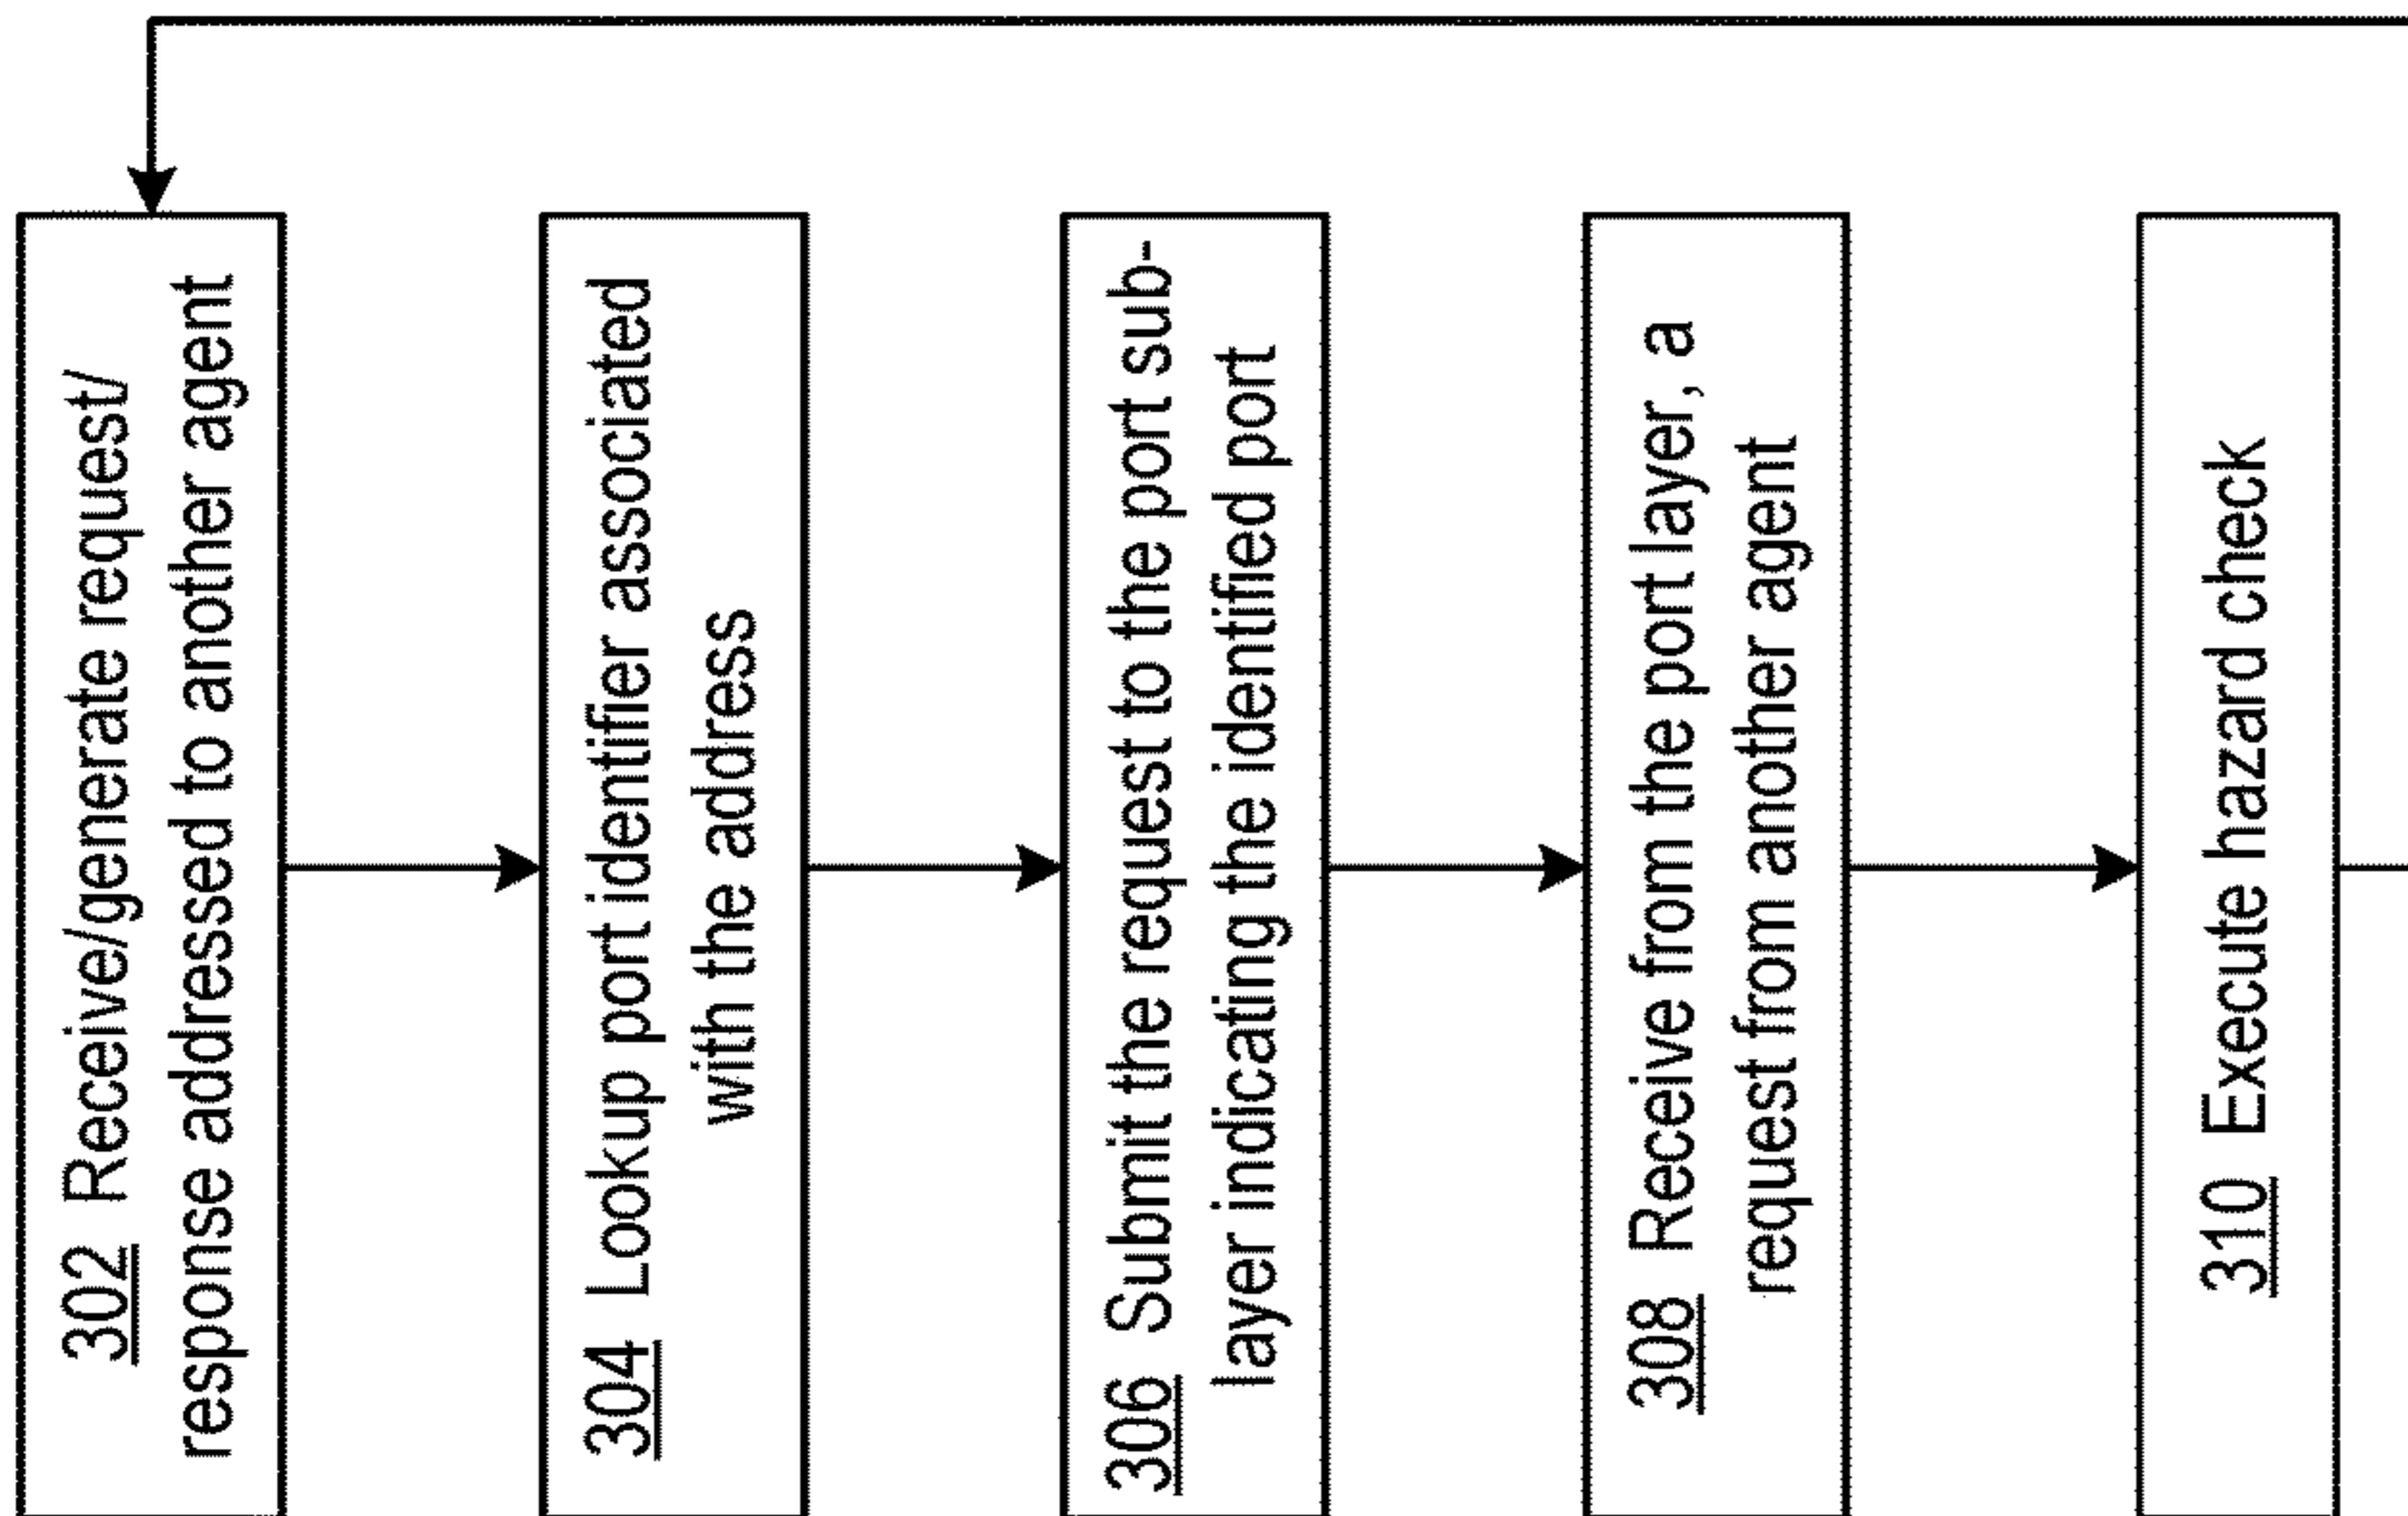 302 Receive/generate request/
response addressed to another agent
304 Lookup port identifier associated
with the address
306 Submit the request to the port sub-
layer indicating the identified port
308 Receive from the port layer, a
request from another agent
310 Execute hazard check